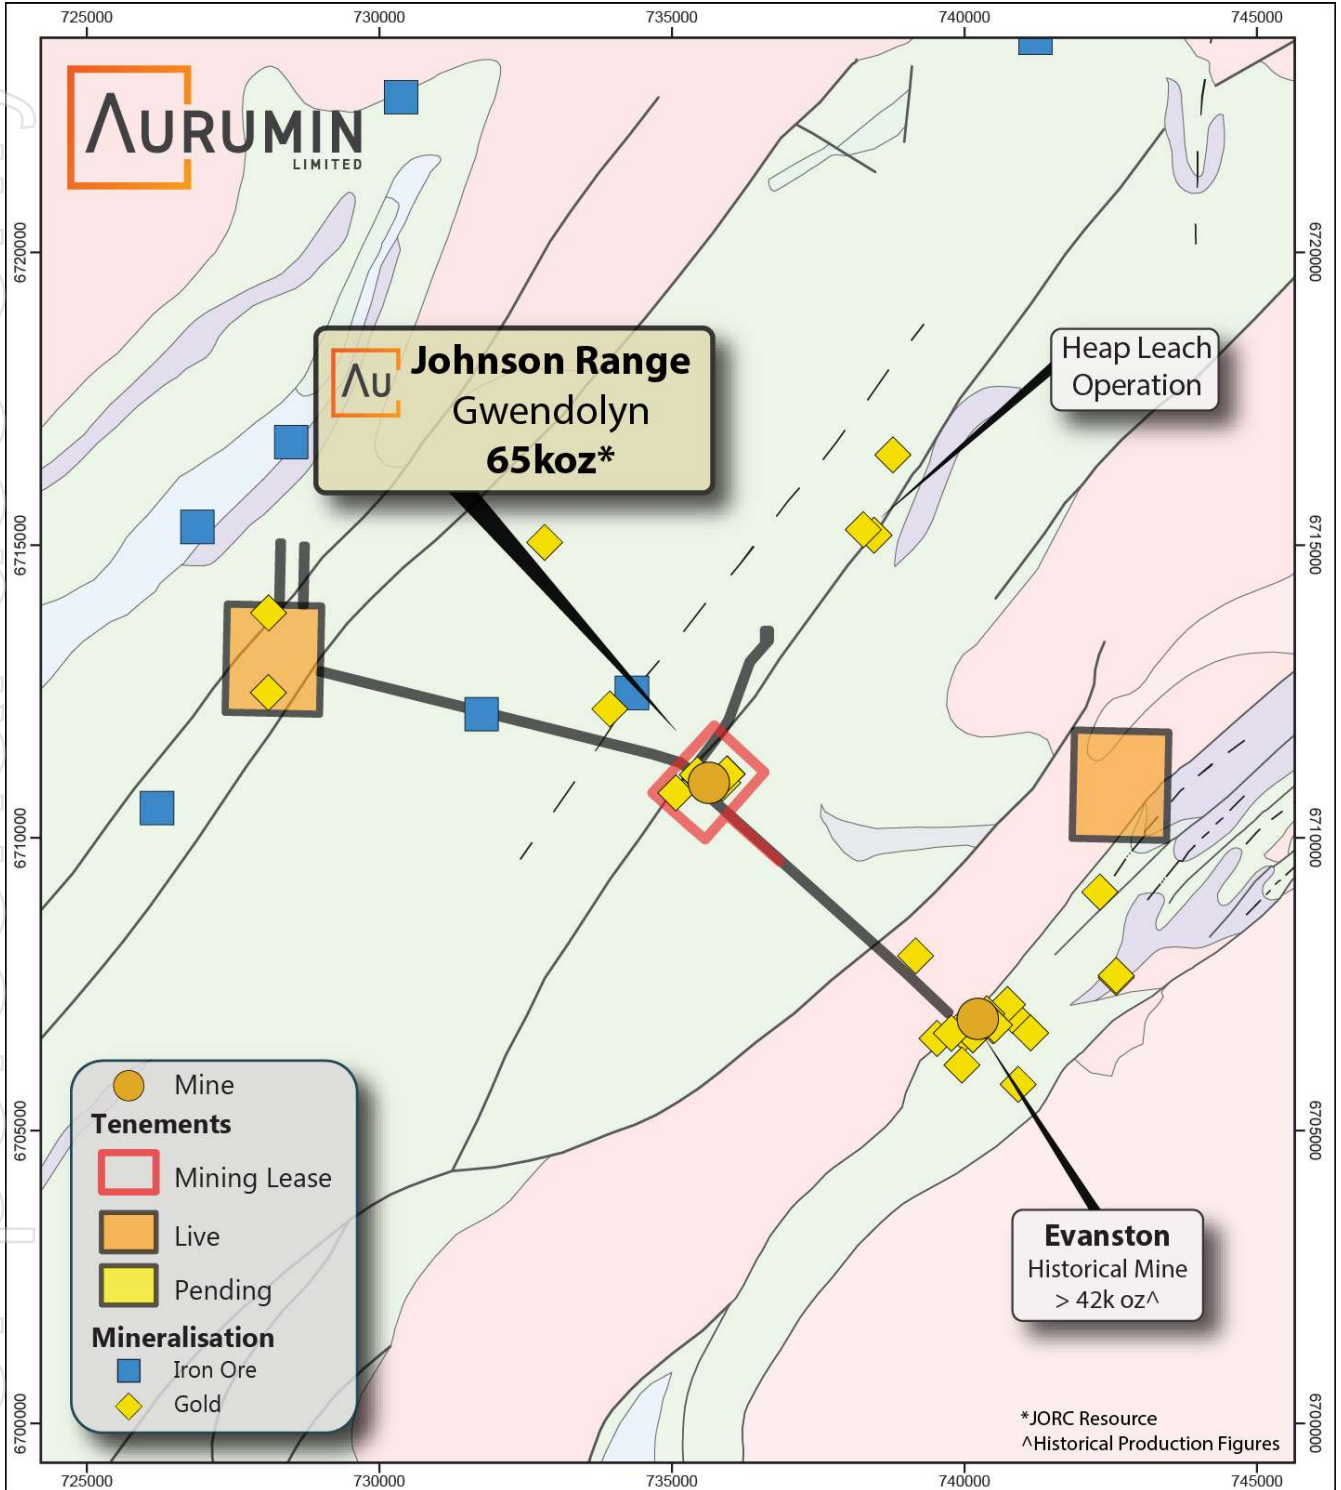 725000
730000
735000
740000
745000
AURUMIN
LIMITED
6720000
6720000
Johnson Range
Au
Gwendolyn
65koz*
Heap Leach
Operation
6715000
6715000
6710000
6710000
Mine
Tenements
Mining Lease
Live
Pending
Mineralisation
Iron Ore
Gold
6705000
6705000
Evanston
Historical Mine
> 42k oz^
6700000
6700000
*JORC Resource
^Historical Production Figures
725000
730000
735000
740000
745000